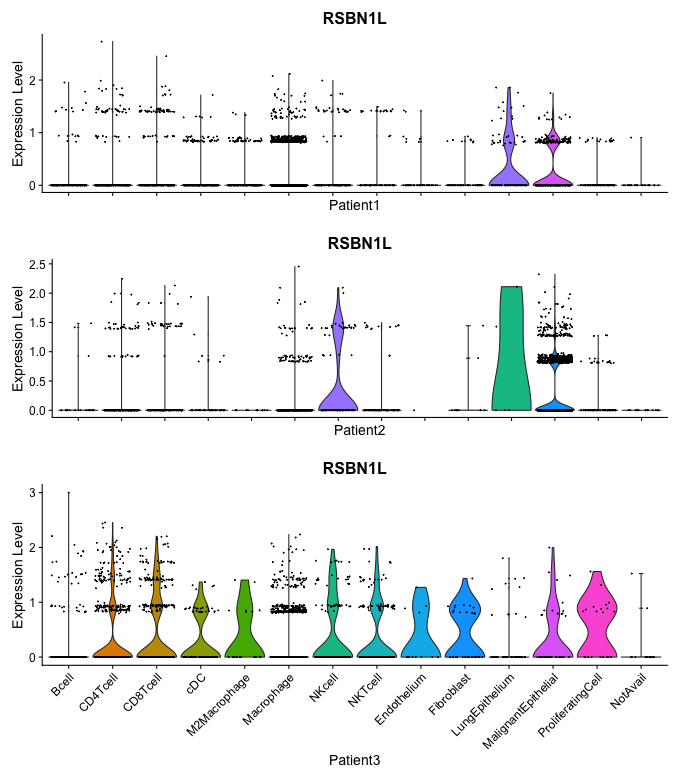 RSBN1L
Expression Level
2
1
0
Patient1
RSBN1L
Expression Level
2.5
2.0
1.5
1.0
0.5
0.0
Patient2
RSBN1L
Expression Level
3
2
1
0
Bcell
CD4Tcell
CD8Tcell
cDC
M2Macrophage
Macrophage
NKcell
NKTcell
Endothelium
Fibroblast
LungEpithelium
MalignantEpithelial
ProliferatingCell
NotAvail
Patient3